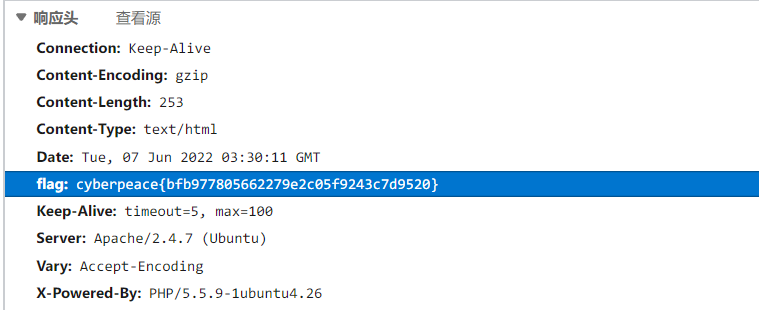 响应头 查看源
Connection: Keep-Alive
Content-Encoding: gzip
Content-Length: 253
Content-Type: text/html
Date: Tue, 07 Jun 2022 03:30:11 GMT
flag: cyberpeace{bfb977805662279e2c05f9243c7d9520}
Keep-Alive: timeout=5, max=100
Server: Apache/2.4.7 (Ubuntu)
Vary: Accept-Encoding
X-Powered-By: PHP/5.5.9-1ubuntu4.26